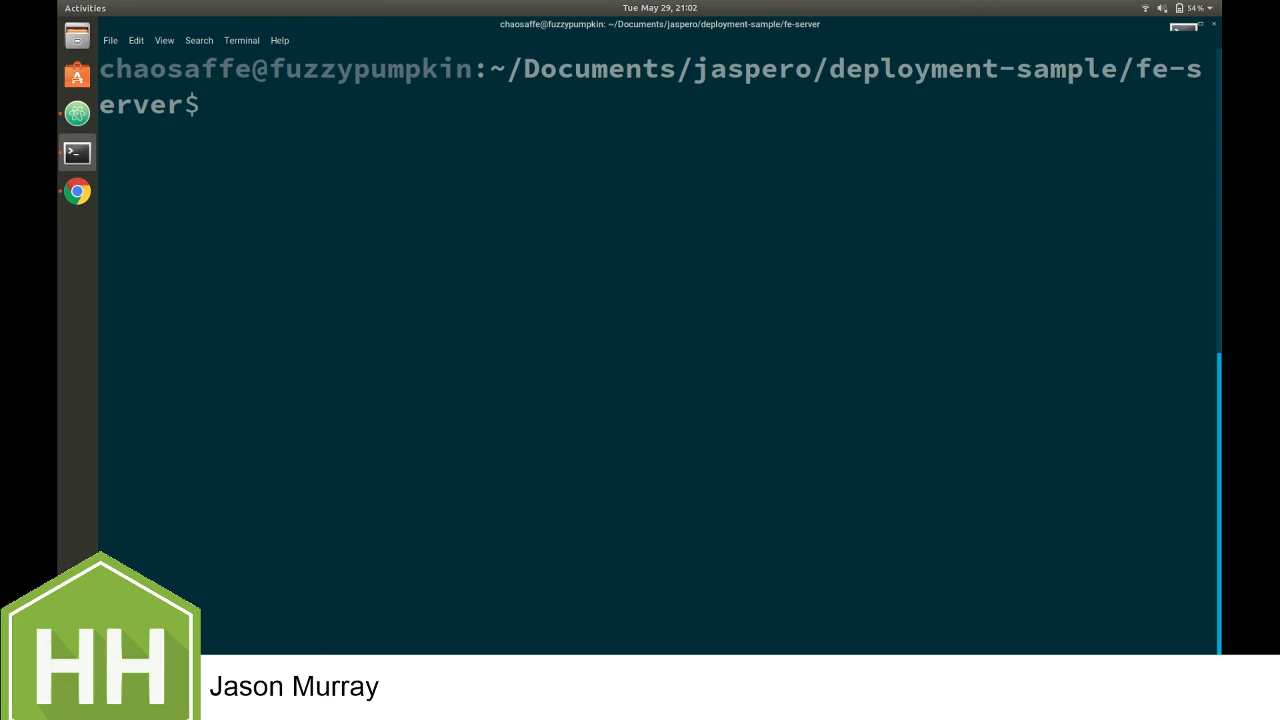 Activities
Tue May 29, 21:02
54 %
chaosaffe@fuzzypumpkin: ~/Documents/jaspero/deployment-sample/fe-server
File Edit View Search Terminal Help
chaosaffe@fuzzypumpkin:~/Documents/jaspero/deployment-sample/fe-s
erver$
HH
Jason Murray